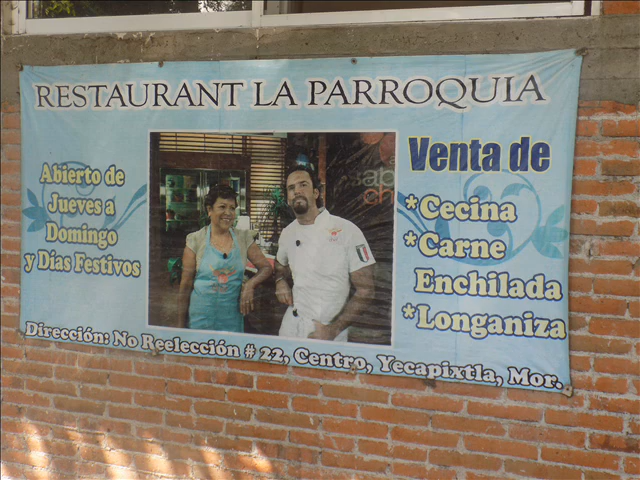 RESTAURANT LA PARROQUIA
Abierto de
Jueves a
Domingo
y Días Festivos
Venta de
*Cecina
*Carne
Enchilada
*Longaniza
Dirección: No Reelección # 22, Centro, Yecapixtla, Mor.